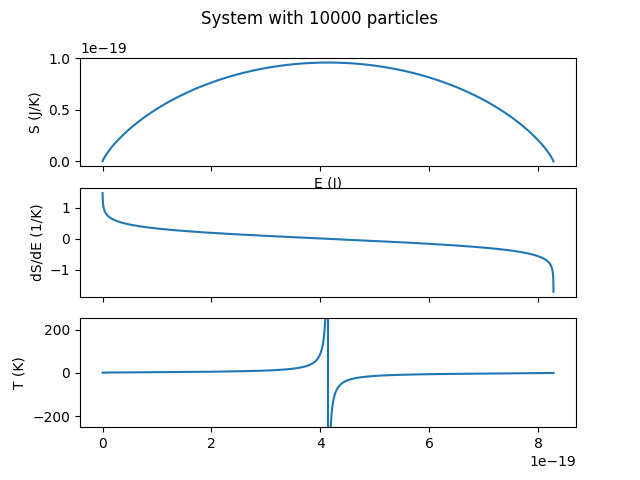 System with 10000 particles
1e−19
1.0
0.5
0.0
S (J/K)
E (J)
1
0
−1
dS/dE (1/K)
200
0
−200
T (K)
0 2 4 6 8
1e−19